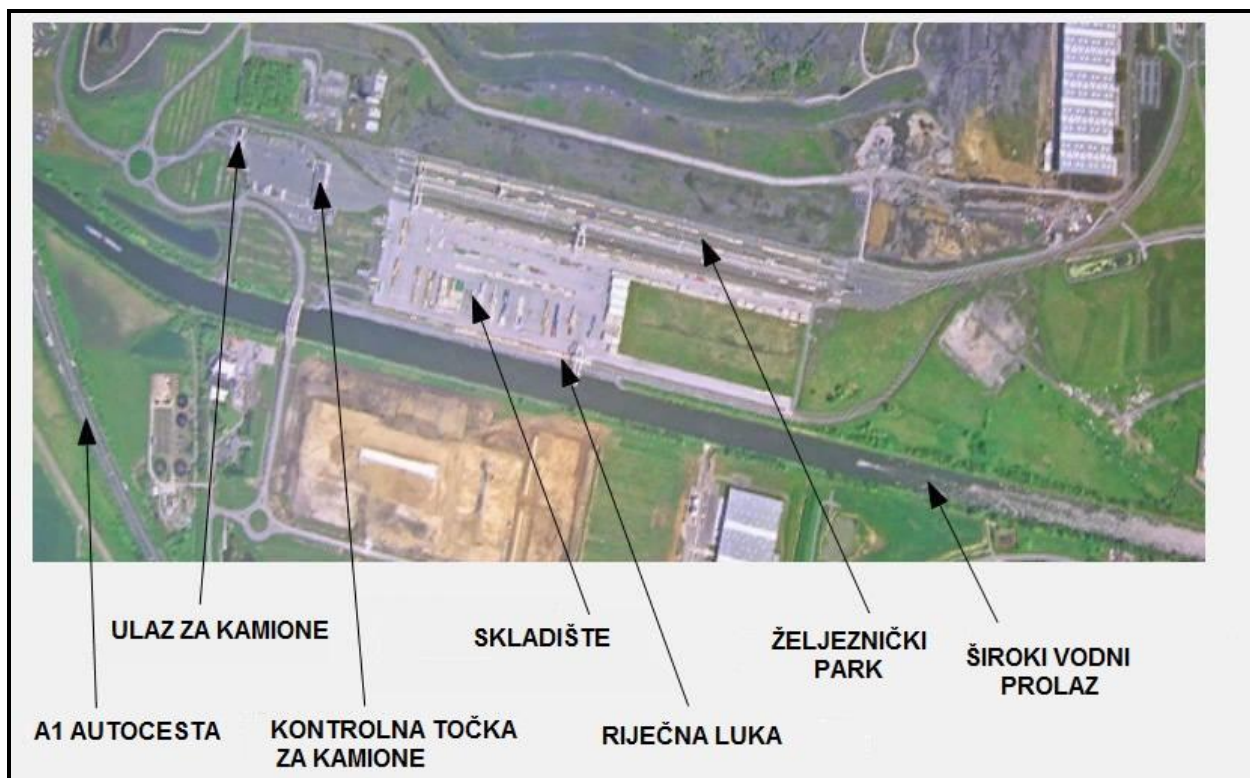 ULAZ ZA KAMIONE
SKLADIŠTE
ŽELJEZNIČKI
PARK
ŠIROKI VODNI
PROLAZ
A1 AUTOCESTA
KONTROLNA TOČKA
ZA KAMIONE
RIJEČNA LUKA